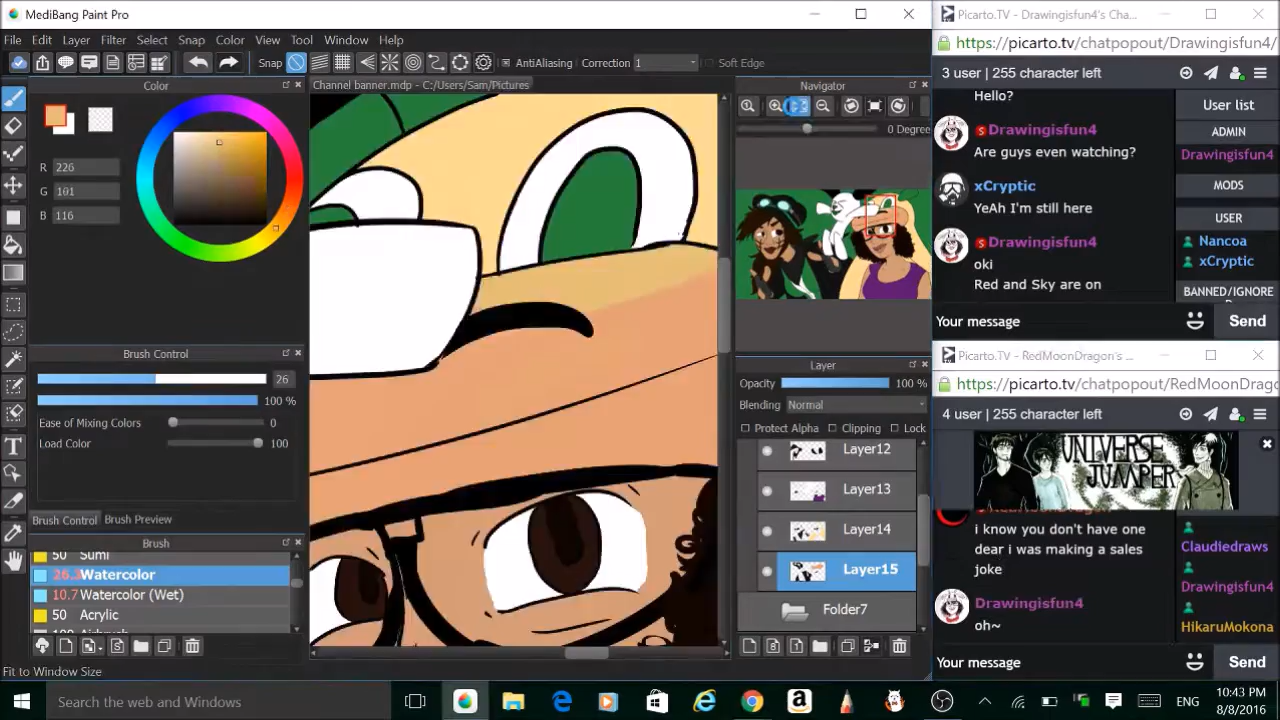 MediBang Paint Pro
File Edit Layer Filter Select Snap Color View Tool Window Help
Snap AntiAliasing Correction 1 Soft Edge
Color
R 226
G 101
B 116
Brush Control
26
100 %
Ease of Mixing Colors 0
Load Color 100
Brush Control Brush Preview
Brush
50 Sumi
Watercolor
10.7 Watercolor (Wet)
50 Acrylic
Fit to Window Size
Channel banner.mdp - C:/Users/Sam/Pictures
Navigator
0 Degree
Layer
Opacity 100 %
Blending Normal
Protect Alpha Clipping Lock
Layer12
Layer13
Layer14
Layer15
Folder7
Picarto.TV - Drawingisfun4's Cha...
https://picarto.tv/chatpopout/Drawingisfun4/
3 user | 255 character left
Hello?
Drawingisfun4
Are guys even watching?
xCryptic
YeAh I'm still here
Drawingisfun4
oki
Red and Sky are on
User list
ADMIN
Drawingisfun4
MODS
USER
Nancoa
xCryptic
BANNED/IGNORE
Your message Send
Picarto.TV - RedMoonDragon's ...
https://picarto.tv/chatpopout/RedMoonDrago
4 user | 255 character left
UNIVERSE
JUMPER
i know you don't have one
dear i was making a sales
joke
Drawingisfun4
oh~
Claudiedraws
Drawingisfun4
HikaruMokona
Your message Send
Search the web and Windows
ENG
10:43 PM
8/8/2016